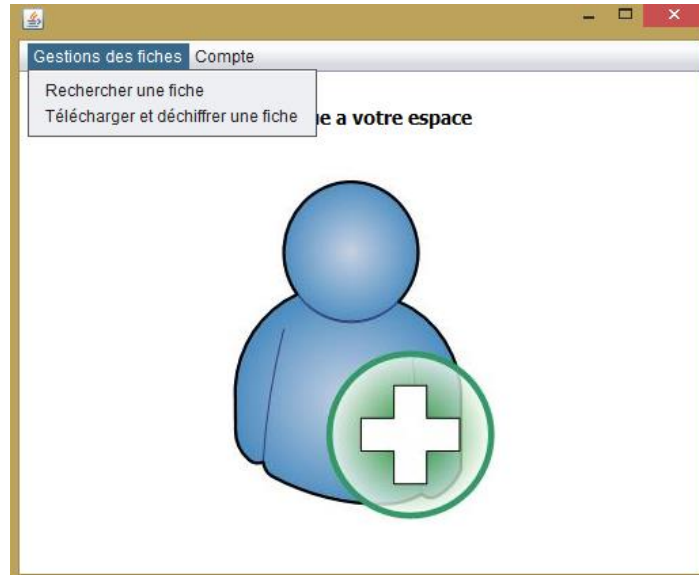 Gestions des fiches Compte
Rechercher une fiche
Télécharger et déchiffrer une fiche
a votre espace